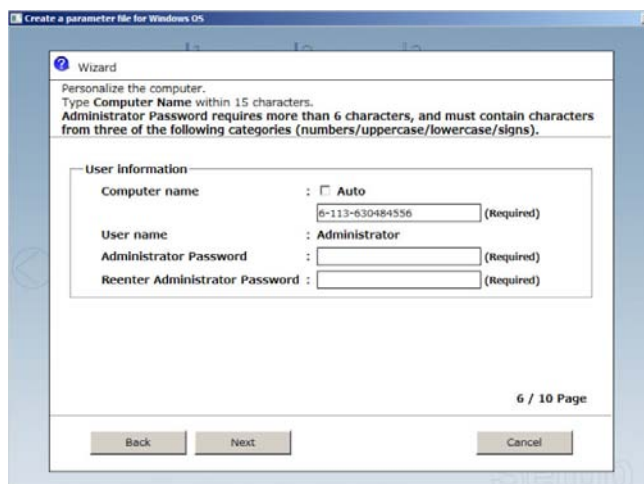 Create a parameter file for Windows OS
Wizard
Personalize the computer.
Type Computer Name within 15 characters.
Administrator Password requires more than 6 characters, and must contain characters
from three of the following categories (numbers/uppercase/lowercase/signs).
User information
Computer name : Auto
6-113-630484556 (Required)
User name : Administrator
Administrator Password : (Required)
Reenter Administrator Password : (Required)
6 / 10 Page
Back Next Cancel